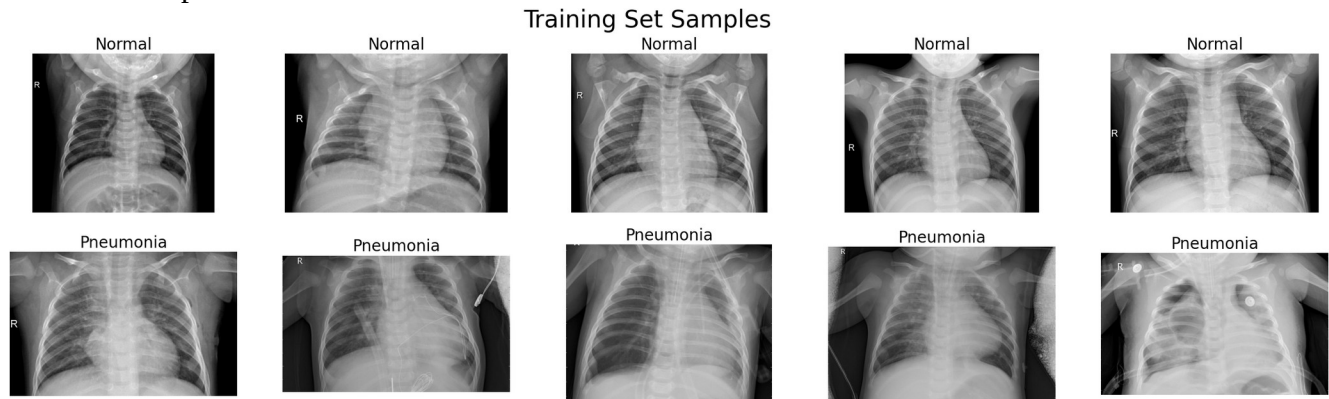 Training Set Samples
Normal Normal Normal Normal Normal
R R R R R
Pneumonia Pneumonia Pneumonia Pneumonia Pneumonia
R R R R